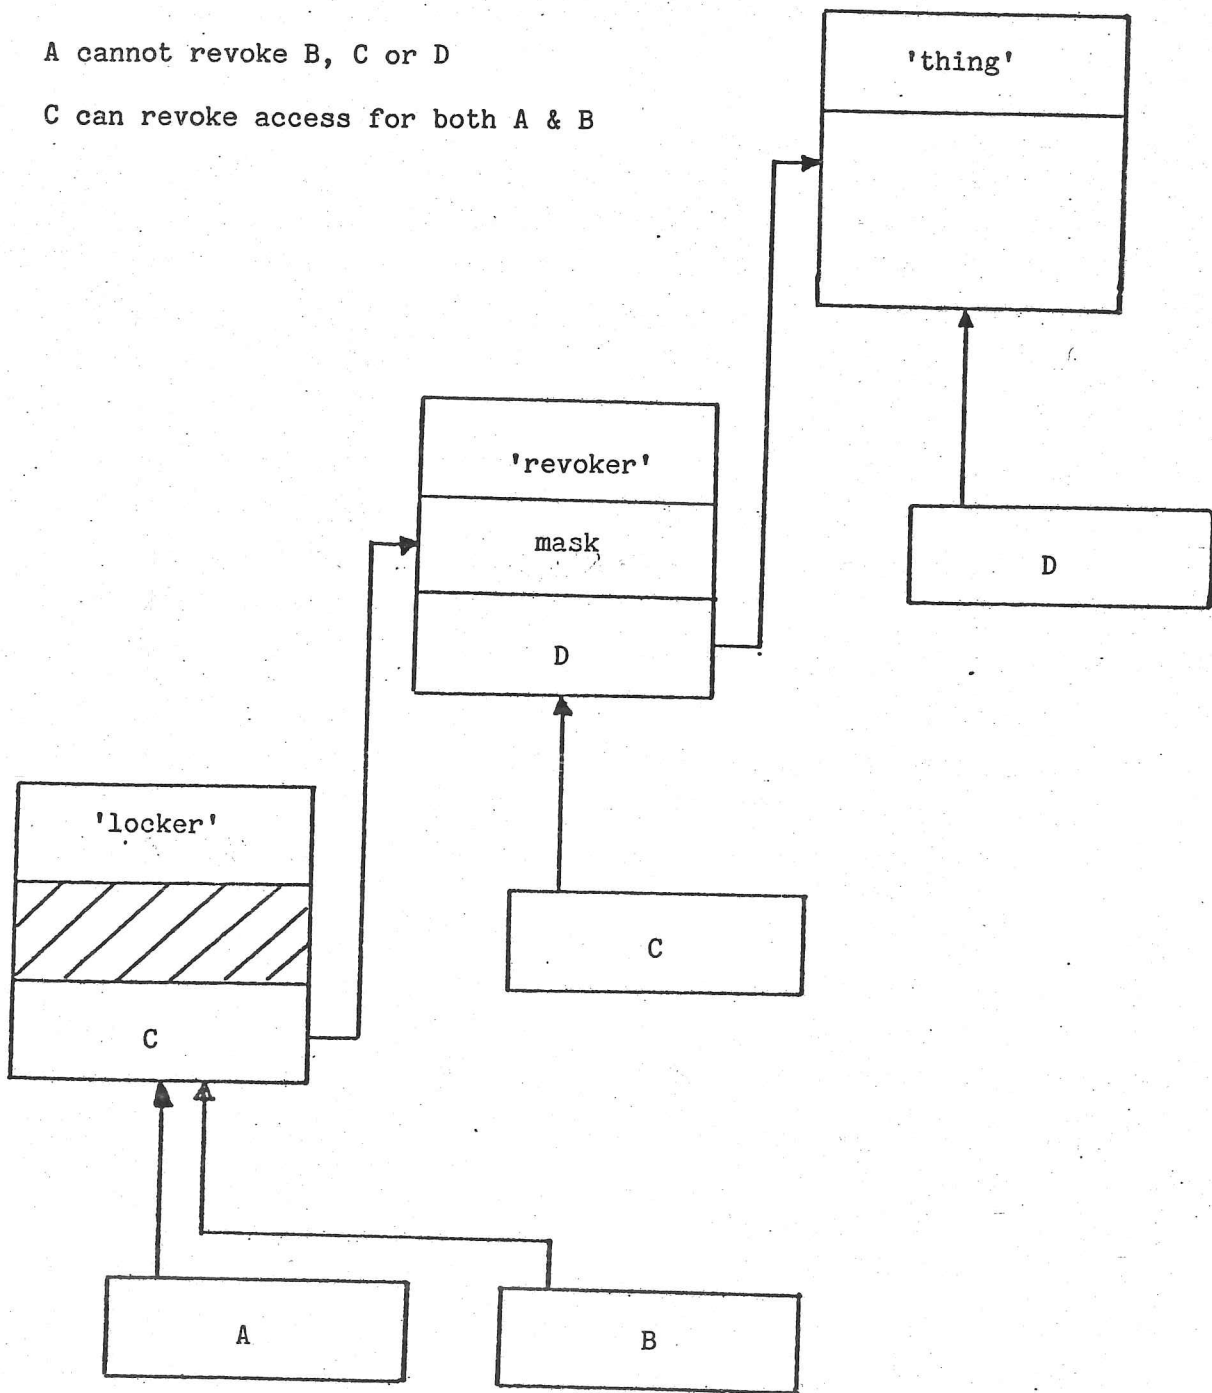 A cannot revoke B, C or D
C can revoke access for both A & B
'thing'
'revoker'
mask
D
D
'locker'
C
C
A
B